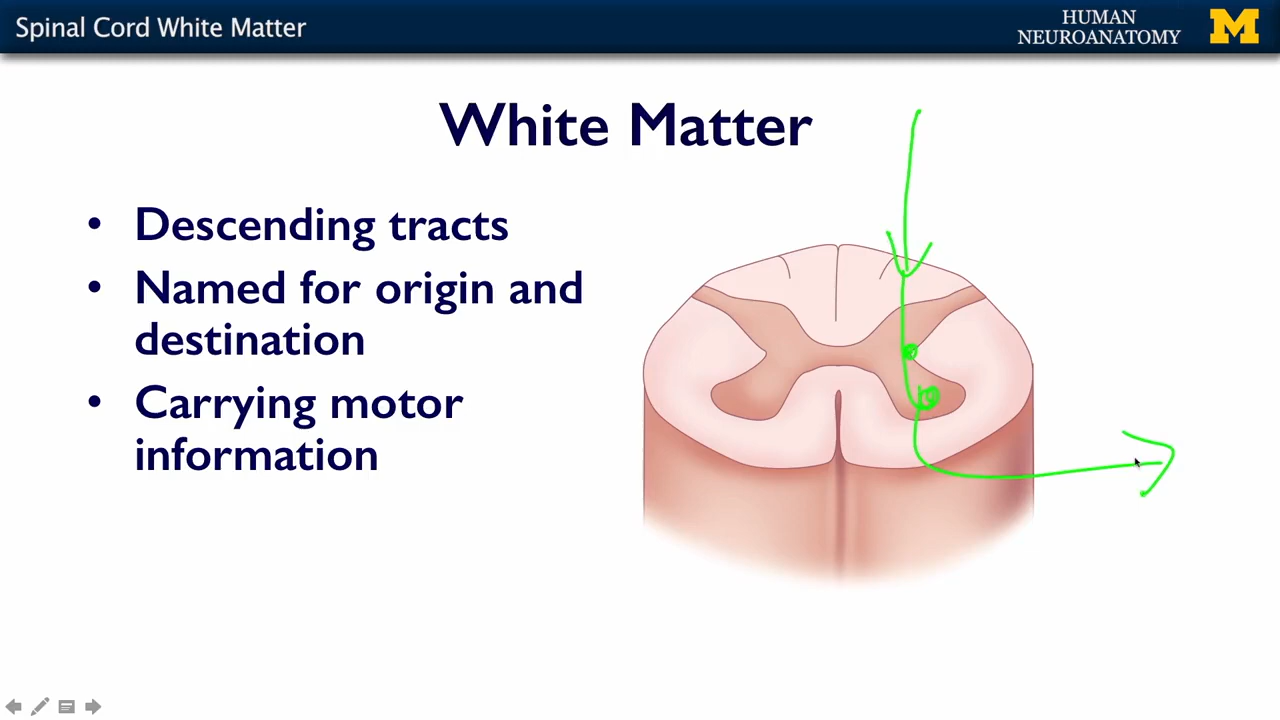 Spinal Cord White Matter
HUMAN
NEUROANATOMY
M
White Matter
• Descending tracts
• Named for origin and
destination
• Carrying motor
information